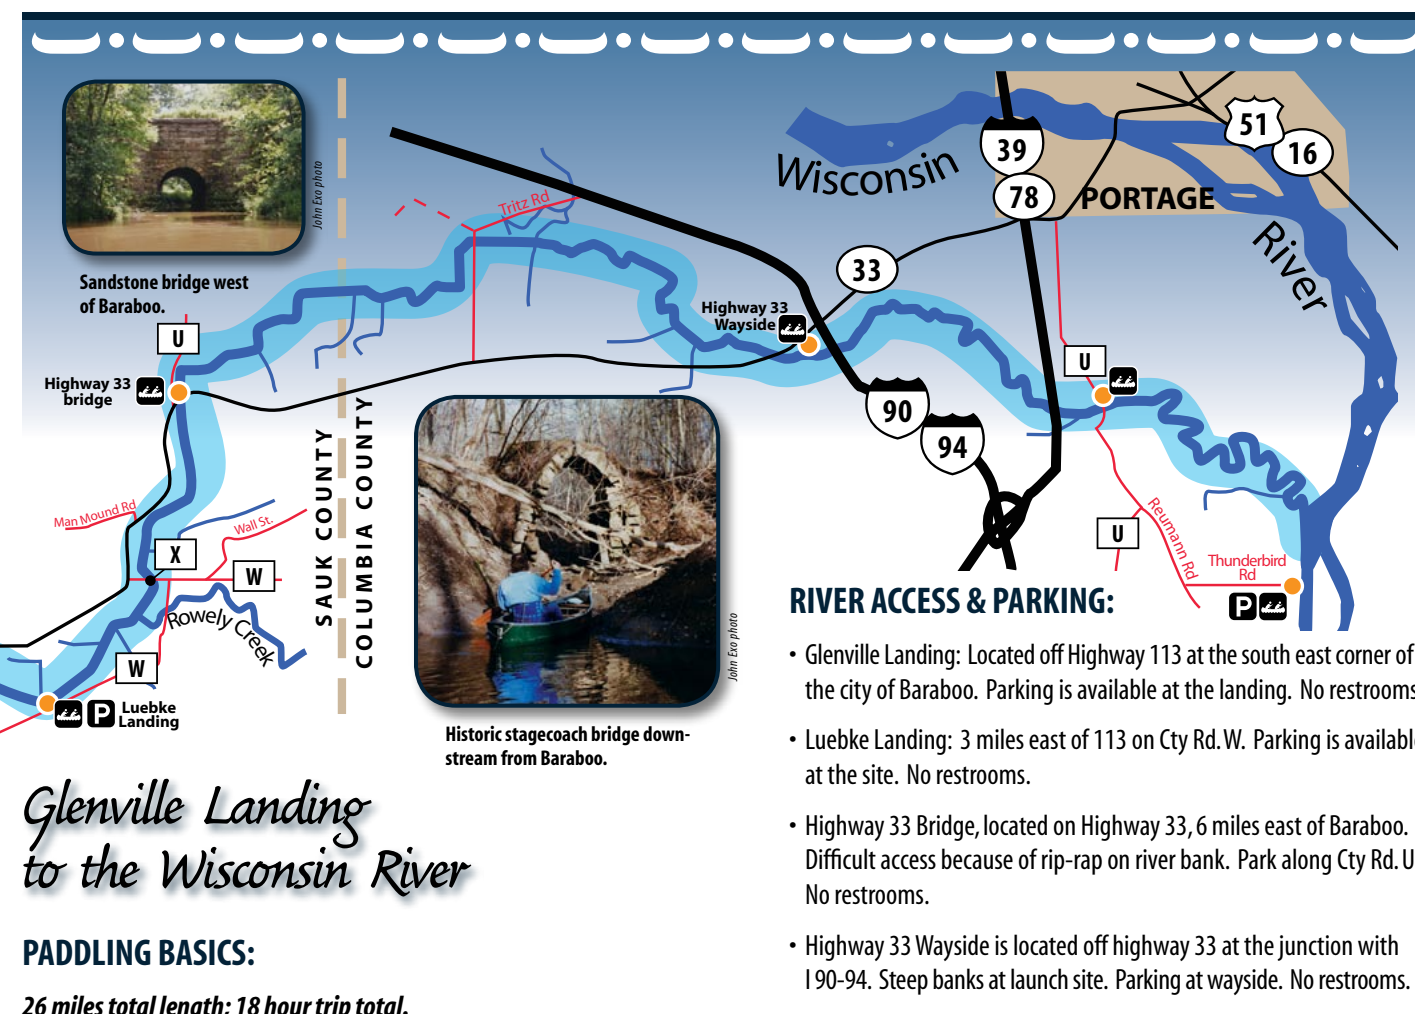 John Exo photo
Sandstone bridge west
of Baraboo.
Wisconsin
River
39
78
51
16
PORTAGE
Tritz Rd
33
Highway 33
Wayside
U
Highway 33
bridge
90
94
U
SAUK COUNTY
COLUMBIA COUNTY
Man Mound Rd
Wall St.
X
W
Rowely Creek
W
P
Luebke
Landing
U
Reumann Rd
Thunderbird
Rd
P
John Exo photo
Historic stagecoach bridge down-
stream from Baraboo.
Glenville Landing
to the Wisconsin River
PADDLING BASICS:
26 miles total length; 18 hour trip total.
RIVER ACCESS & PARKING:
• Glenville Landing: Located off Highway 113 at the south east corner of
the city of Baraboo. Parking is available at the landing. No restrooms
• Luebke Landing: 3 miles east of 113 on Cty Rd. W. Parking is available
at the site. No restrooms.
• Highway 33 Bridge, located on Highway 33, 6 miles east of Baraboo.
Difficult access because of rip-rap on river bank. Park along Cty Rd. U
No restrooms.
• Highway 33 Wayside is located off highway 33 at the junction with
I 90-94. Steep banks at launch site. Parking at wayside. No restrooms.